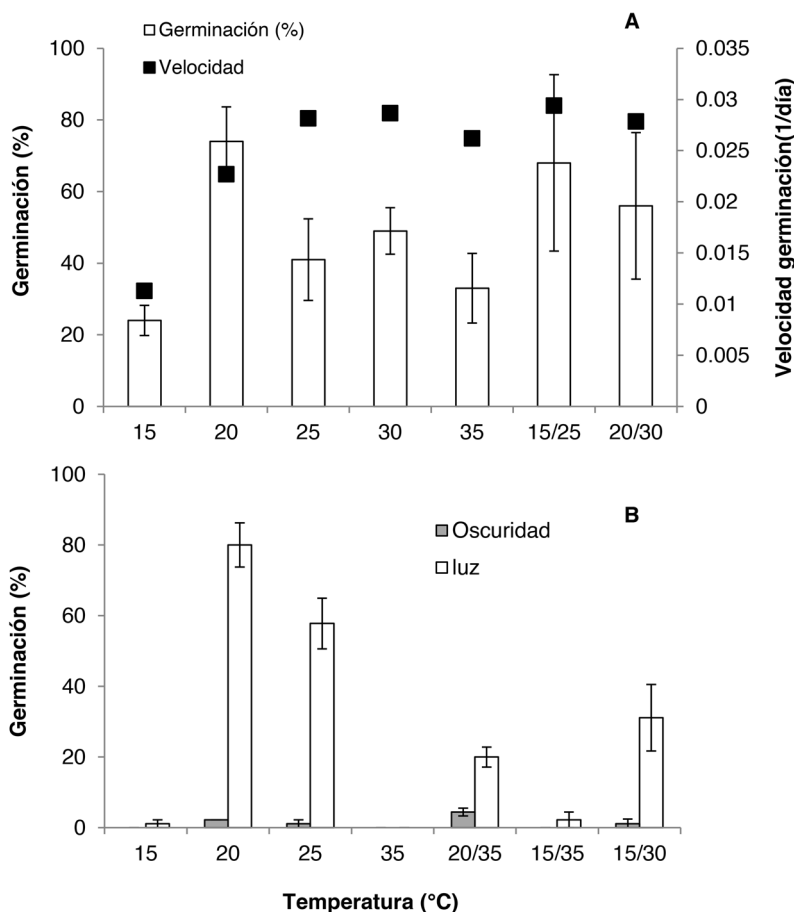 A
Germinación (%)
Velocidad
100
80
60
40
20
0
Germinación (%)
0.035
0.03
0.025
0.02
0.015
0.01
0.005
0
Velocidad germinación(1/día)
15 20 25 30 35 15/25 20/30
B
Oscuridad
luz
100
80
60
40
20
0
Germinación (%)
15 20 25 35 20/35 15/35 15/30
Temperatura (°C)